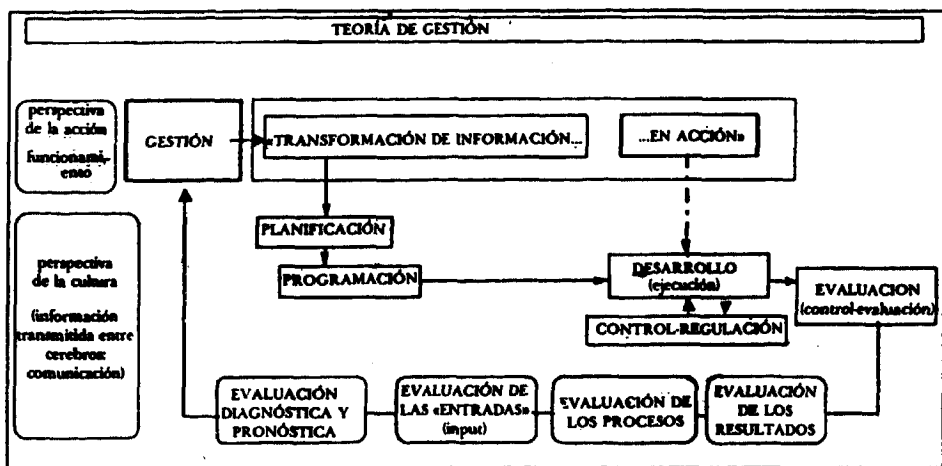 TEORÍA DE GESTIÓN
perspectiva
de la acción
funcionami_
ento
GESTIÓN
«TRANSFORMACIÓN DE INFORMACIÓN...
...EN ACCIÓN»
PLANIFICACIÓN
PROGRAMACIÓN
DESARROLLO
(ejecución)
CONTROL-REGULACIÓN
EVALUACION
(control-evaluación)
perspectiva
de la cultura
(información
transmitida entre
cerebros:
comunicación)
EVALUACIÓN
DIAGNÓSTICA Y
PRONÓSTICA
EVALUACIÓN DE
LAS «ENTRADAS»
(input)
EVALUACIÓN DE
LOS PROCESOS
EVALUACIÓN
DE LOS
RESULTADOS